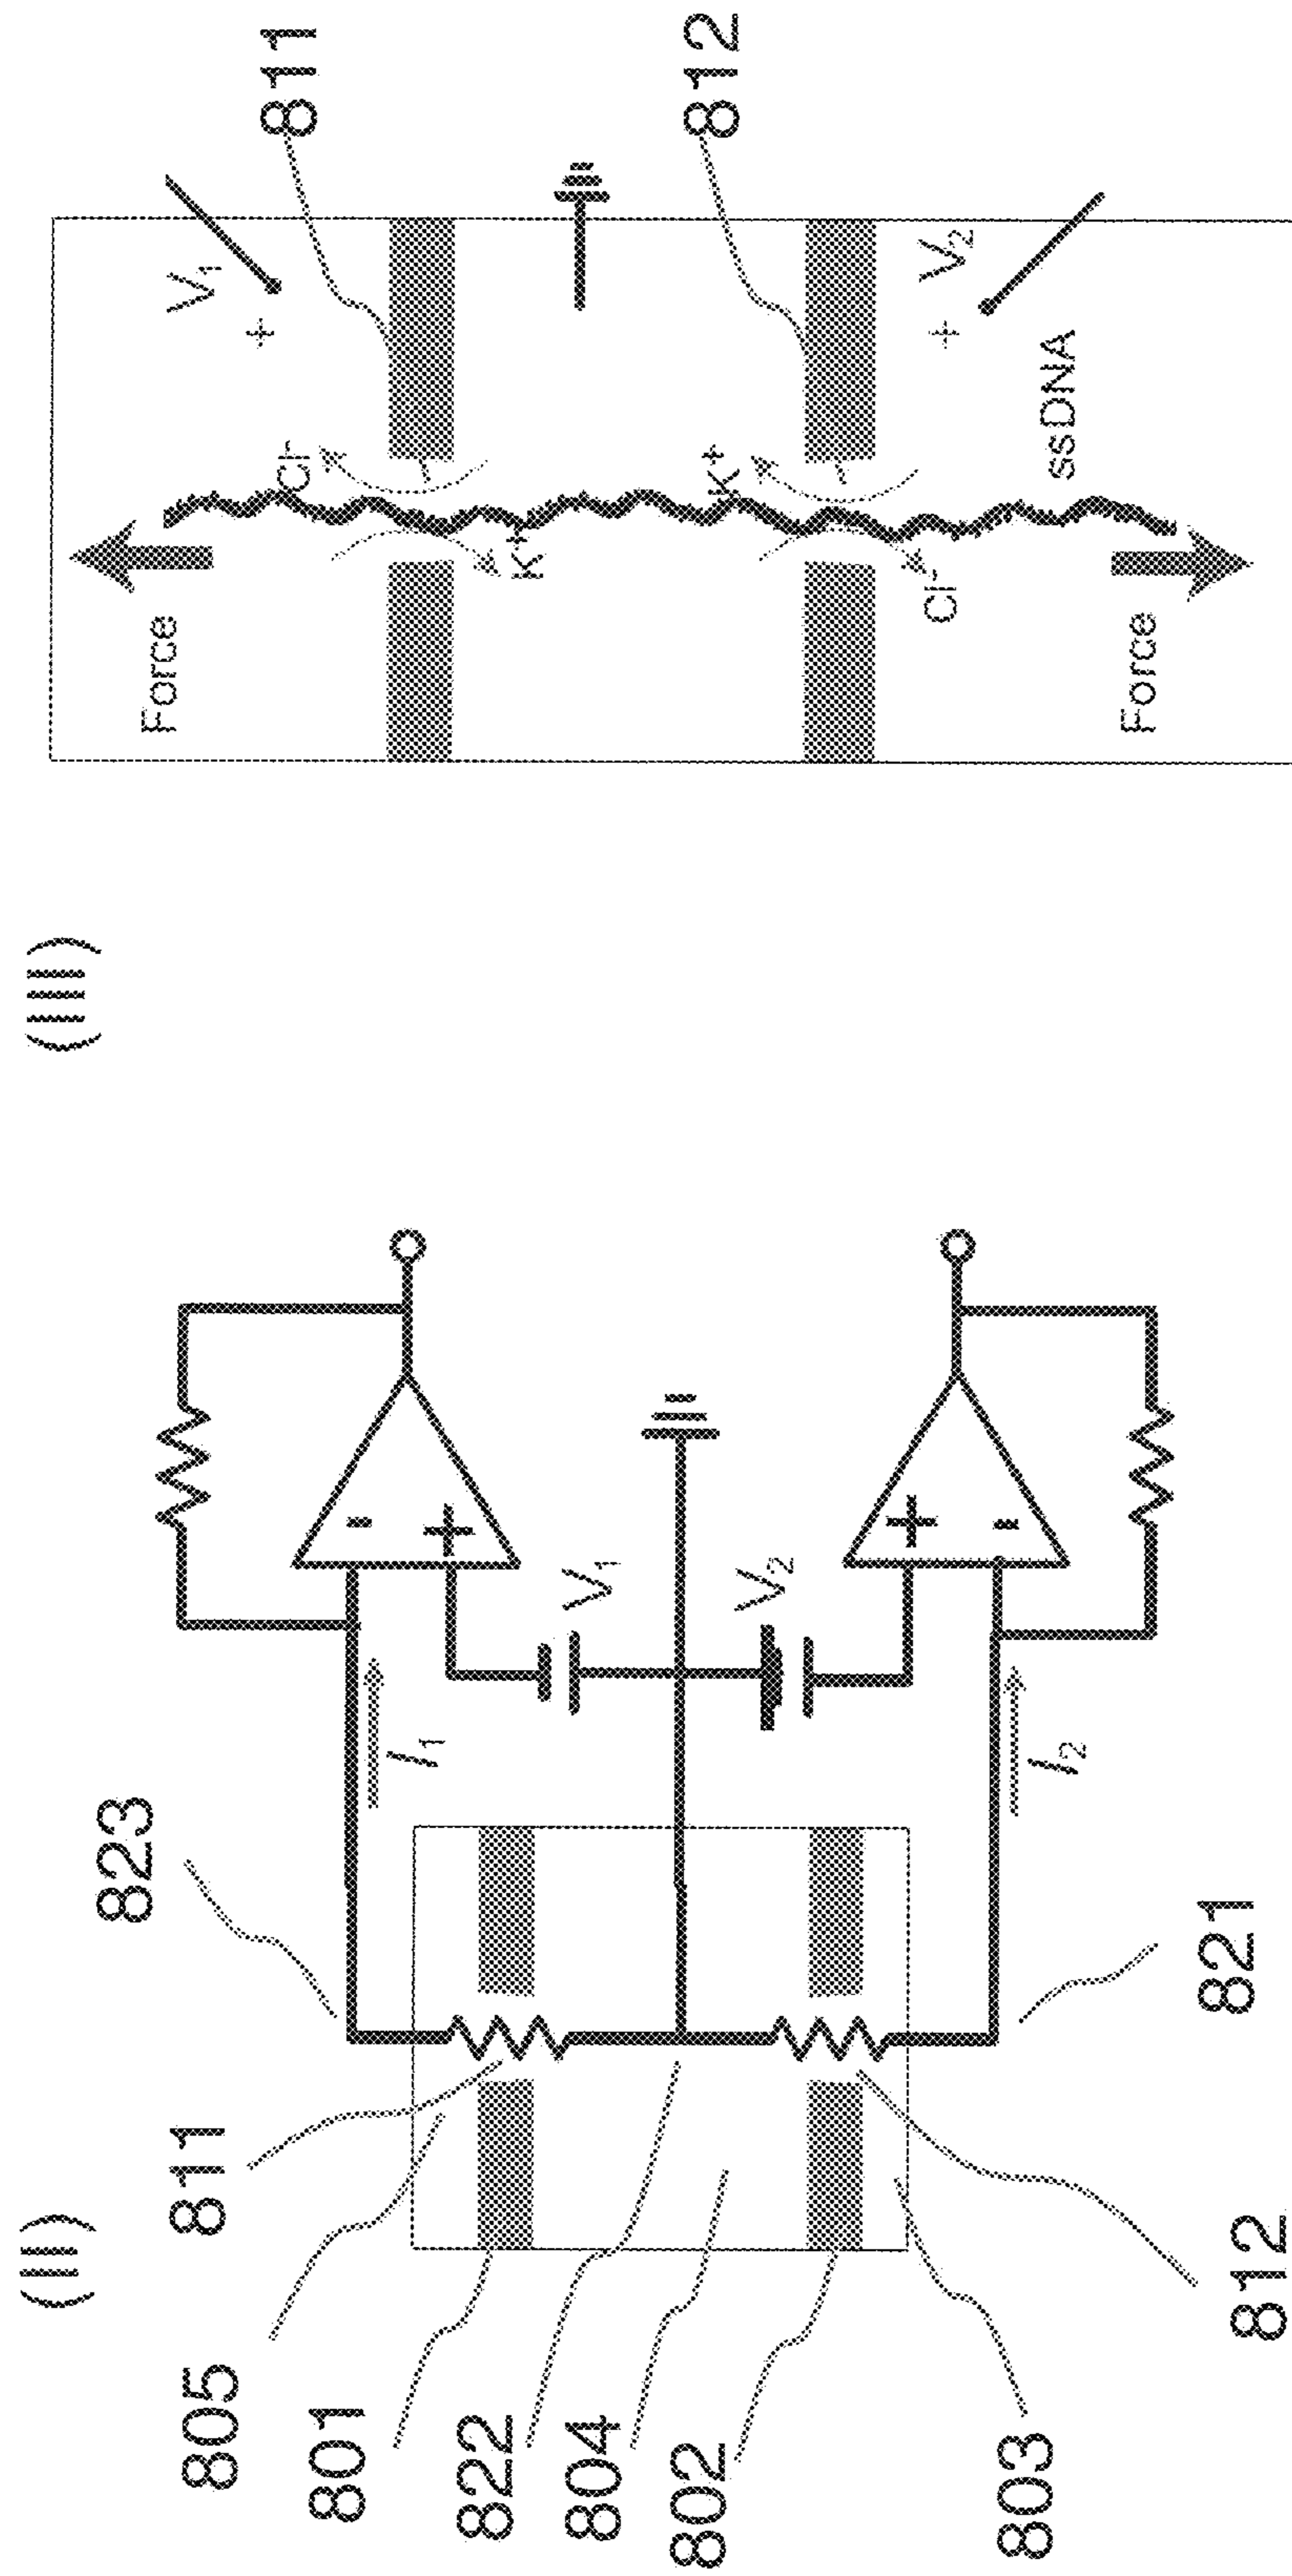 (II)
805
801
822
804
802
803
811
812
823
821
I1
I2
V1
V2
-
+
+
-
(III)
Force
Force
Cl-
K+
K+
Cl-
V1
+
V2
+
ssDNA
811
812